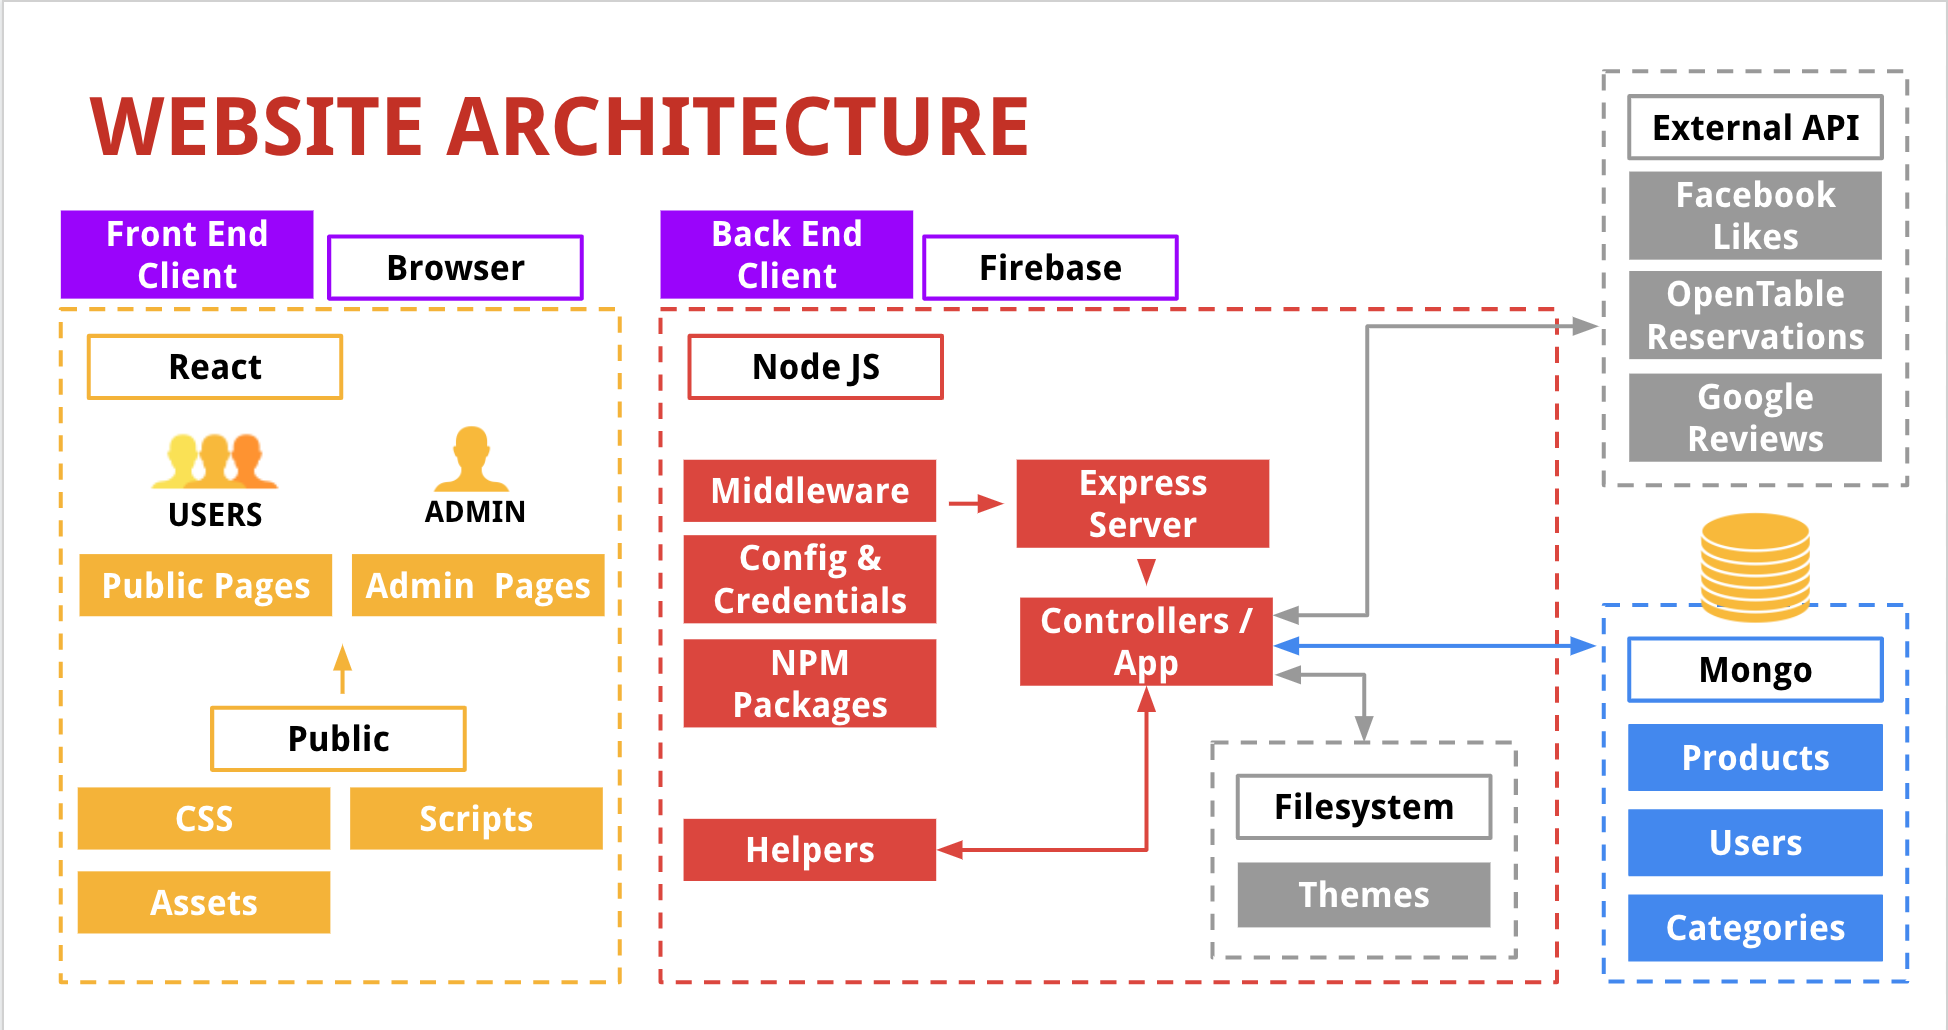 WEBSITE ARCHITECTURE
Front End
Client
Browser
React
USERS
ADMIN
Public Pages
Admin  Pages
Public
CSS
Scripts
Assets
Back End
Client
Firebase
Node JS
Middleware
Config &
Credentials
NPM
Packages
Helpers
Express
Server
Controllers /
App
Filesystem
Themes
External API
Facebook
Likes
OpenTable
Reservations
Google
Reviews
Mongo
Products
Users
Categories